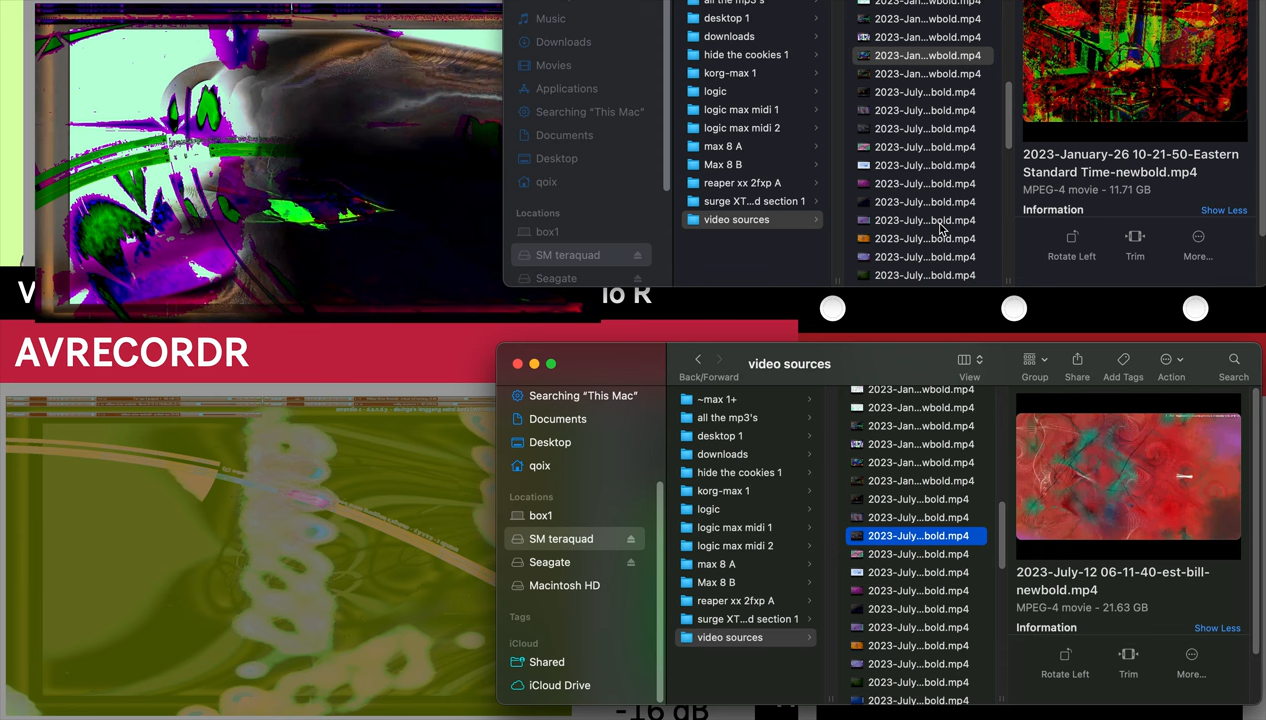 Music
Downloads
Movies
Applications
Searching “This Mac”
Documents
Desktop
qoix
Locations
box1
SM teraquad
Seagate
desktop 1
downloads
hide the cookies 1
korg-max 1
logic
logic max midi 1
logic max midi 2
max 8 A
Max 8 B
reaper xx 2fxp A
surge XT...d section 1
video sources
2023-Jan...wbold.mp4
2023-Jan...wbold.mp4
2023-Jan...wbold.mp4
2023-Jan...wbold.mp4
2023-July...bold.mp4
2023-July...bold.mp4
2023-July...bold.mp4
2023-July...bold.mp4
2023-July...bold.mp4
2023-July...bold.mp4
2023-July...bold.mp4
2023-July...bold.mp4
2023-July...bold.mp4
2023-July...bold.mp4
2023-July...bold.mp4
2023-January-26 10-21-50-Eastern
Standard Time-newbold.mp4
MPEG-4 movie - 11.71 GB
Information Show Less
Rotate Left Trim More...
AVRECORDR
video sources
Back/Forward View Group Share Add Tags Action Search
Searching “This Mac”
Documents
Desktop
qoix
Locations
box1
SM teraquad
Seagate
Macintosh HD
Tags
iCloud
Shared
iCloud Drive
~max 1+
all the mp3's
desktop 1
downloads
hide the cookies 1
korg-max 1
logic
logic max midi 1
logic max midi 2
max 8 A
Max 8 B
reaper xx 2fxp A
surge XT...d section 1
video sources
2023-Jan...wbold.mp4
2023-Jan...wbold.mp4
2023-Jan...wbold.mp4
2023-Jan...wbold.mp4
2023-Jan...wbold.mp4
2023-Jan...wbold.mp4
2023-July...bold.mp4
2023-July...bold.mp4
2023-July...bold.mp4
2023-July...bold.mp4
2023-July...bold.mp4
2023-July...bold.mp4
2023-July...bold.mp4
2023-July...bold.mp4
2023-July...bold.mp4
2023-July...bold.mp4
2023-July...bold.mp4
2023-July...bold.mp4
2023-July-12 06-11-40-est-bill-
newbold.mp4
MPEG-4 movie - 21.63 GB
Information Show Less
Rotate Left Trim More...
-16 dB